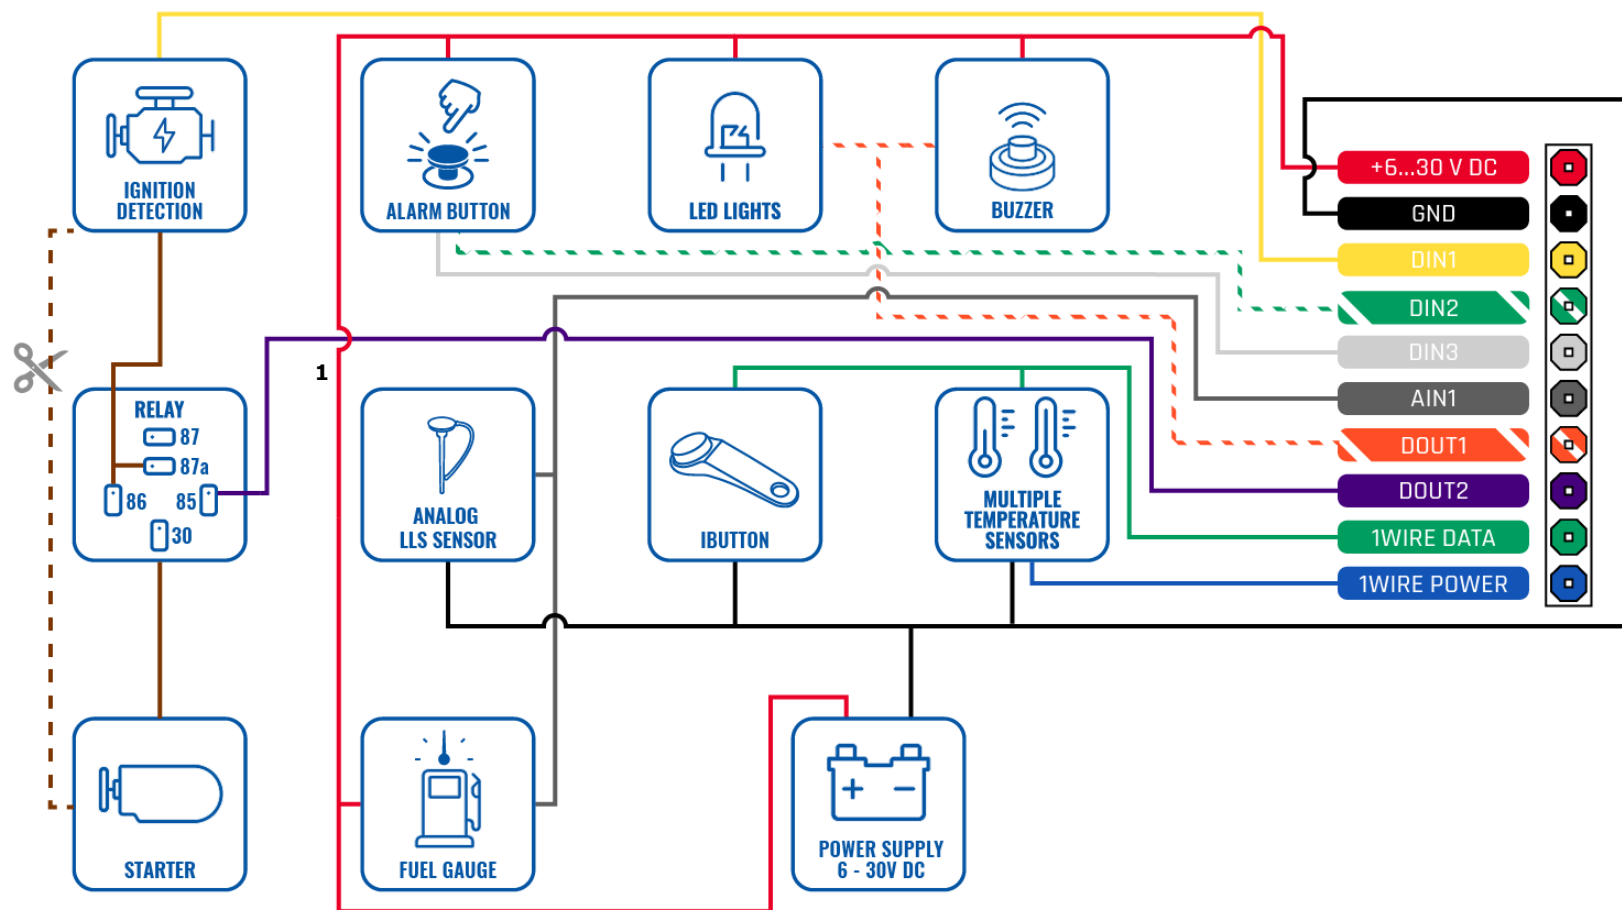 IGNITION
DETECTION
ALARM BUTTON
LED LIGHTS
BUZZER
+6...30 V DC
GND
DIN1
DIN2
DIN3
AIN1
DOUT1
DOUT2
1WIRE DATA
1WIRE POWER
1
RELAY
87
87a
86
85
30
ANALOG
LLS SENSOR
IBUTTON
MULTIPLE
TEMPERATURE
SENSORS
STARTER
FUEL GAUGE
POWER SUPPLY
6 - 30V DC